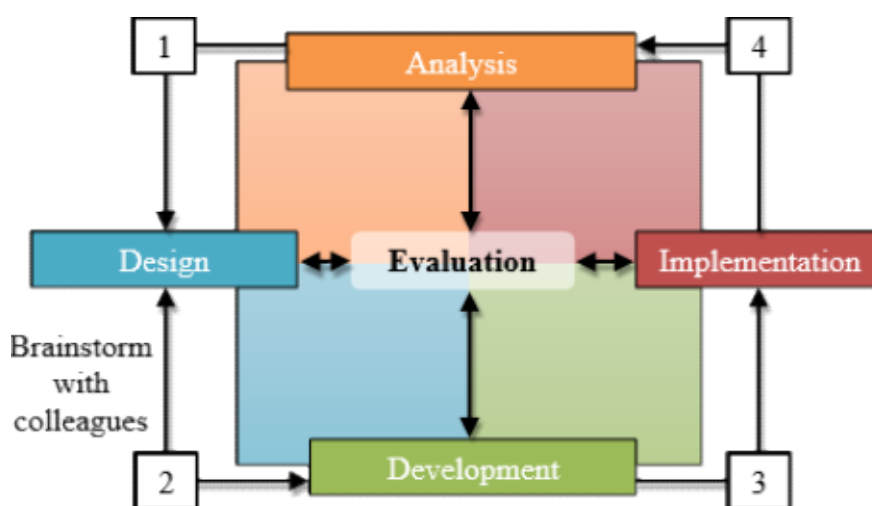 1
Analysis
4
Design
Evaluation
Implementation
Brainstorm
with
colleagues
2
Development
3